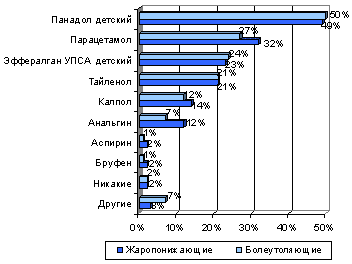 Панадол детский 50% 49%
Парацетамол 27% 32%
Эффералган УПСА детский 24% 23%
Тайленол 21% 21%
Калпол 12% 14%
Анальгин 7% 12%
Аспирин 1% 2%
Бруфен 1% 2%
Никакие 2% 2%
Другие 7% 3%
0% 10% 20% 30% 40% 50%
Жаропонижающие Болеутоляющие